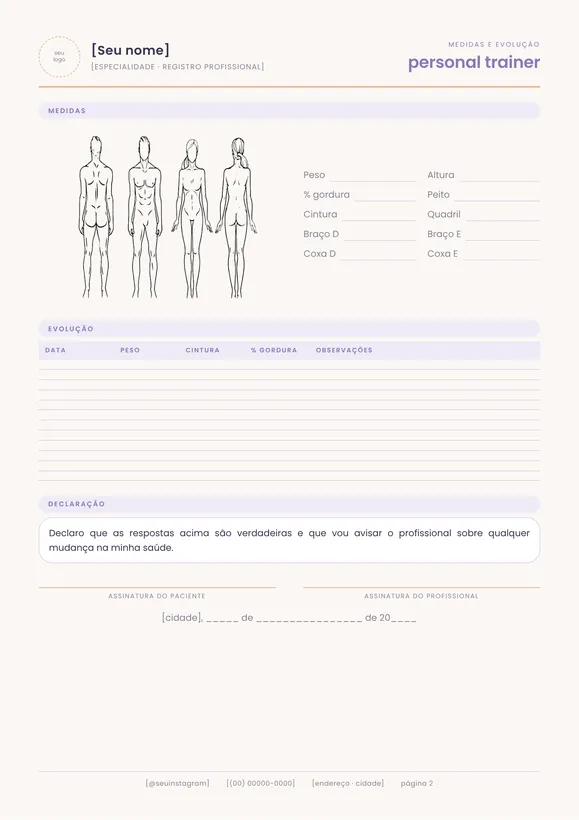 seu
logo
[Seu nome]
[ESPECIALIDADE · REGISTRO PROFISSIONAL]
MEDIDAS E EVOLUÇÃO
personal trainer
MEDIDAS
Peso
Altura
% gordura
Peito
Cintura
Quadril
Braço D
Braço E
Coxa D
Coxa E
EVOLUÇÃO
DATA PESO CINTURA % GORDURA OBSERVAÇÕES
DECLARAÇÃO
Declaro que as respostas acima são verdadeiras e que vou avisar o profissional sobre qualquer
mudança na minha saúde.
ASSINATURA DO PACIENTE
ASSINATURA DO PROFISSIONAL
[cidade], _____ de ________________ de 20____
[@seuinstagram] [(00) 00000-0000] [endereço · cidade] página 2